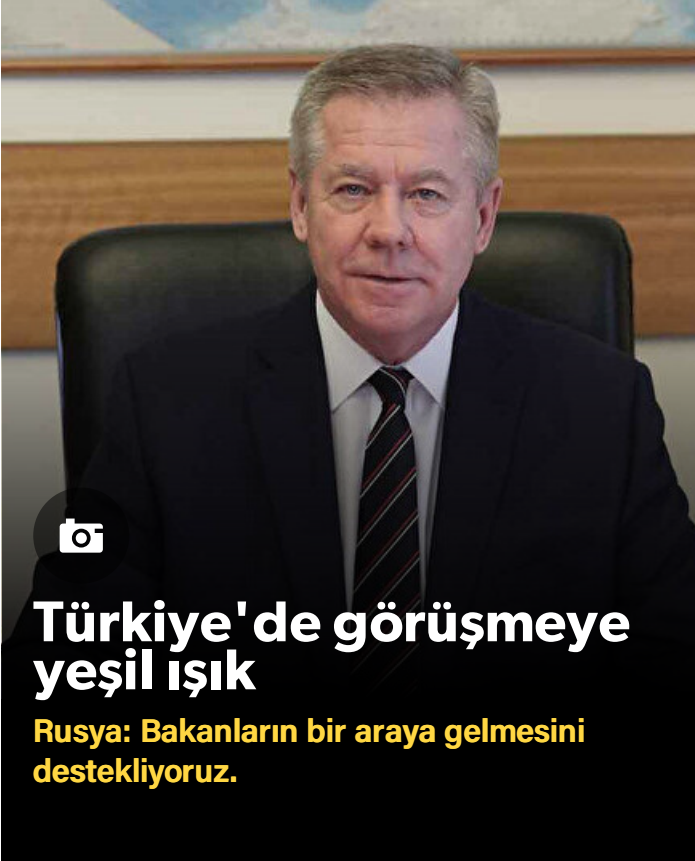 Türkiye'de görüşmeye
yeşil ışık
Rusya: Bakanların bir araya gelmesini
destekliyoruz.